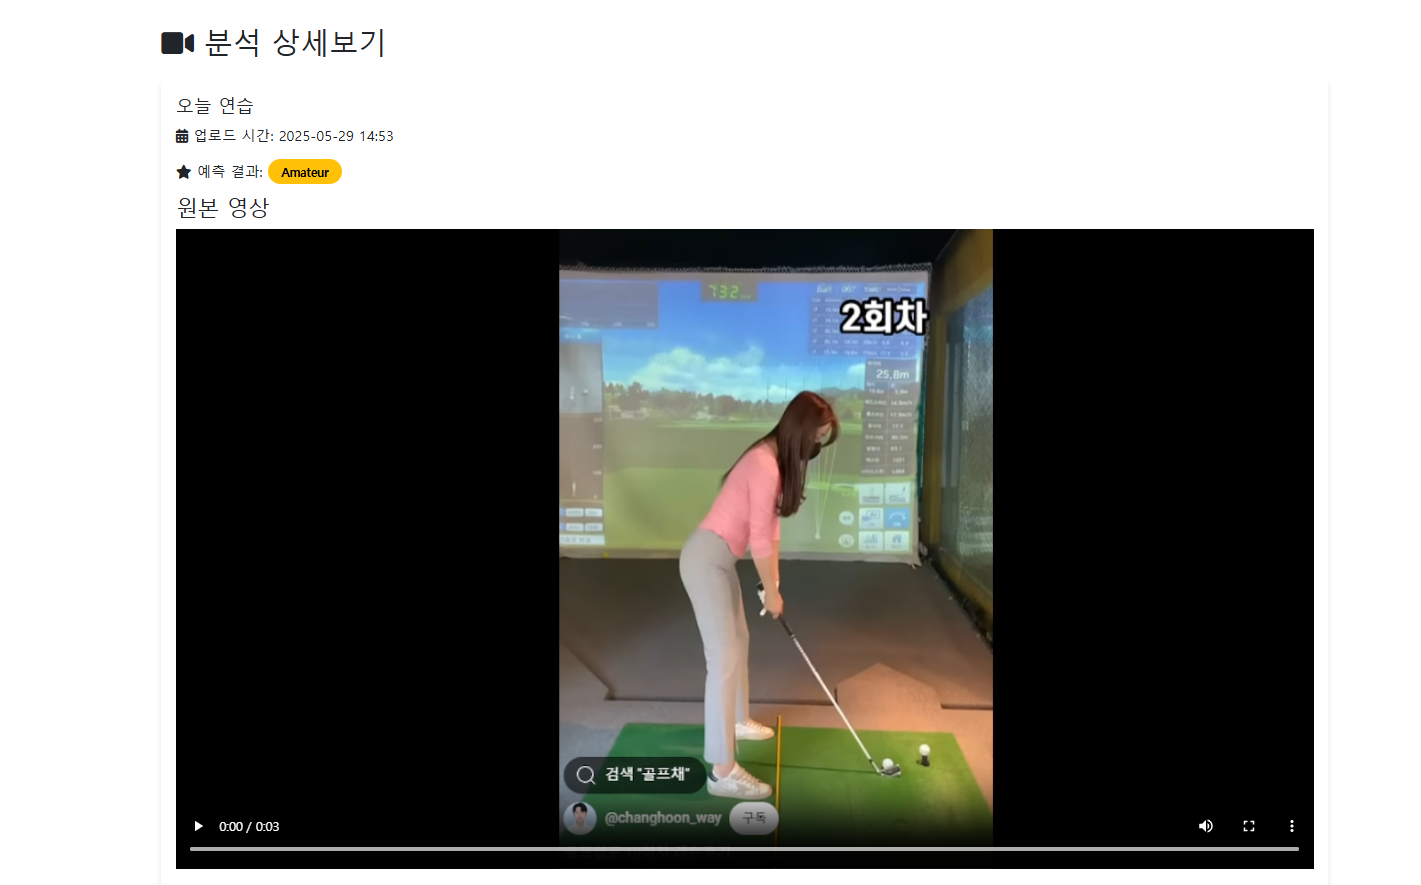 분석 상세보기
오늘 연습
업로드 시간: 2025-05-29 14:53
예측 결과: Amateur
원본 영상
732
2회차
25.8m
검색 "골프채"
@changhoon_way 구독
0:00 / 0:03